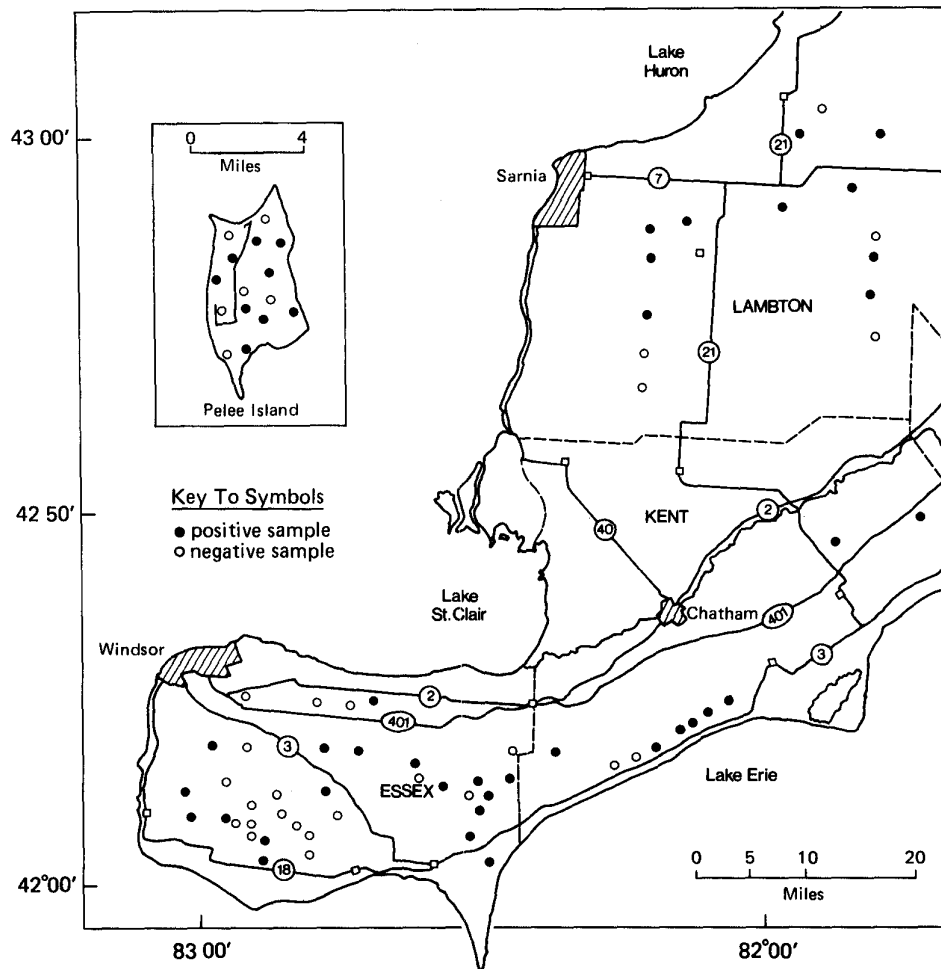 Lake
Huron
43 00'
0 4
Miles
21
Sarnia
7
LAMBTON
21
Pelee Island
Key To Symbols
positive sample
negative sample
42 50'
2
KENT
40
Lake
St. Clair
Chatham
401
Windsor
3
2
401
3
ESSEX
Lake Erie
18
0 5 10 20
Miles
42°00'
83 00'
82°00'